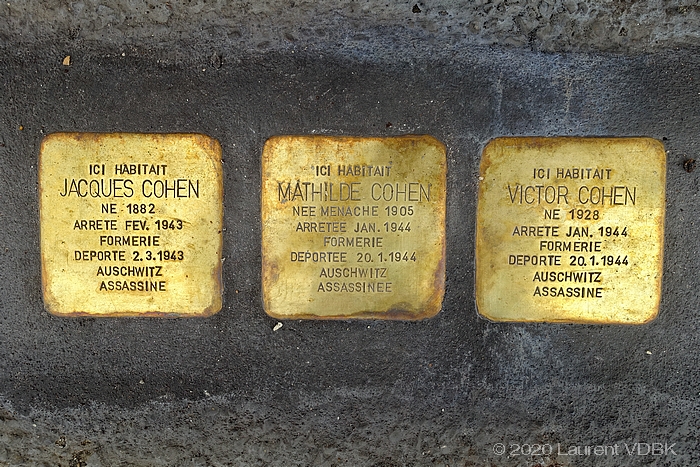 ICI HABITAIT
JACQUES COHEN
NE 1882
ARRETE FEV. 1943
FORMERIE
DEPORTE 2.3.1943
AUSCHWITZ
ASSASSINE
ICI HABITAIT
MATHILDE COHEN
NEE MENACHE 1905
ARRETEE JAN. 1944
FORMERIE
DEPORTEE 20.1.1944
AUSCHWITZ
ASSASSINEE
ICI HABITAIT
VICTOR COHEN
NE 1928
ARRETE JAN. 1944
FORMERIE
DEPORTE 20.1.1944
AUSCHWITZ
ASSASSINE
© 2020 Laurent VDBK